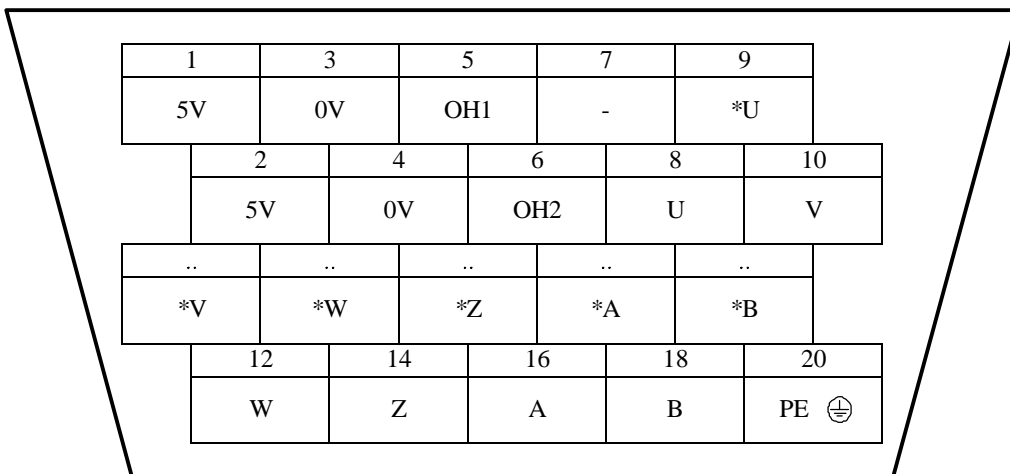 1 3 5 7 9
5V 0V OH1 - *U
2 4 6 8 10
5V 0V OH2 U V
.. .. .. .. ..
*V *W *Z *A *B
12 14 16 18 20
W Z A B PE